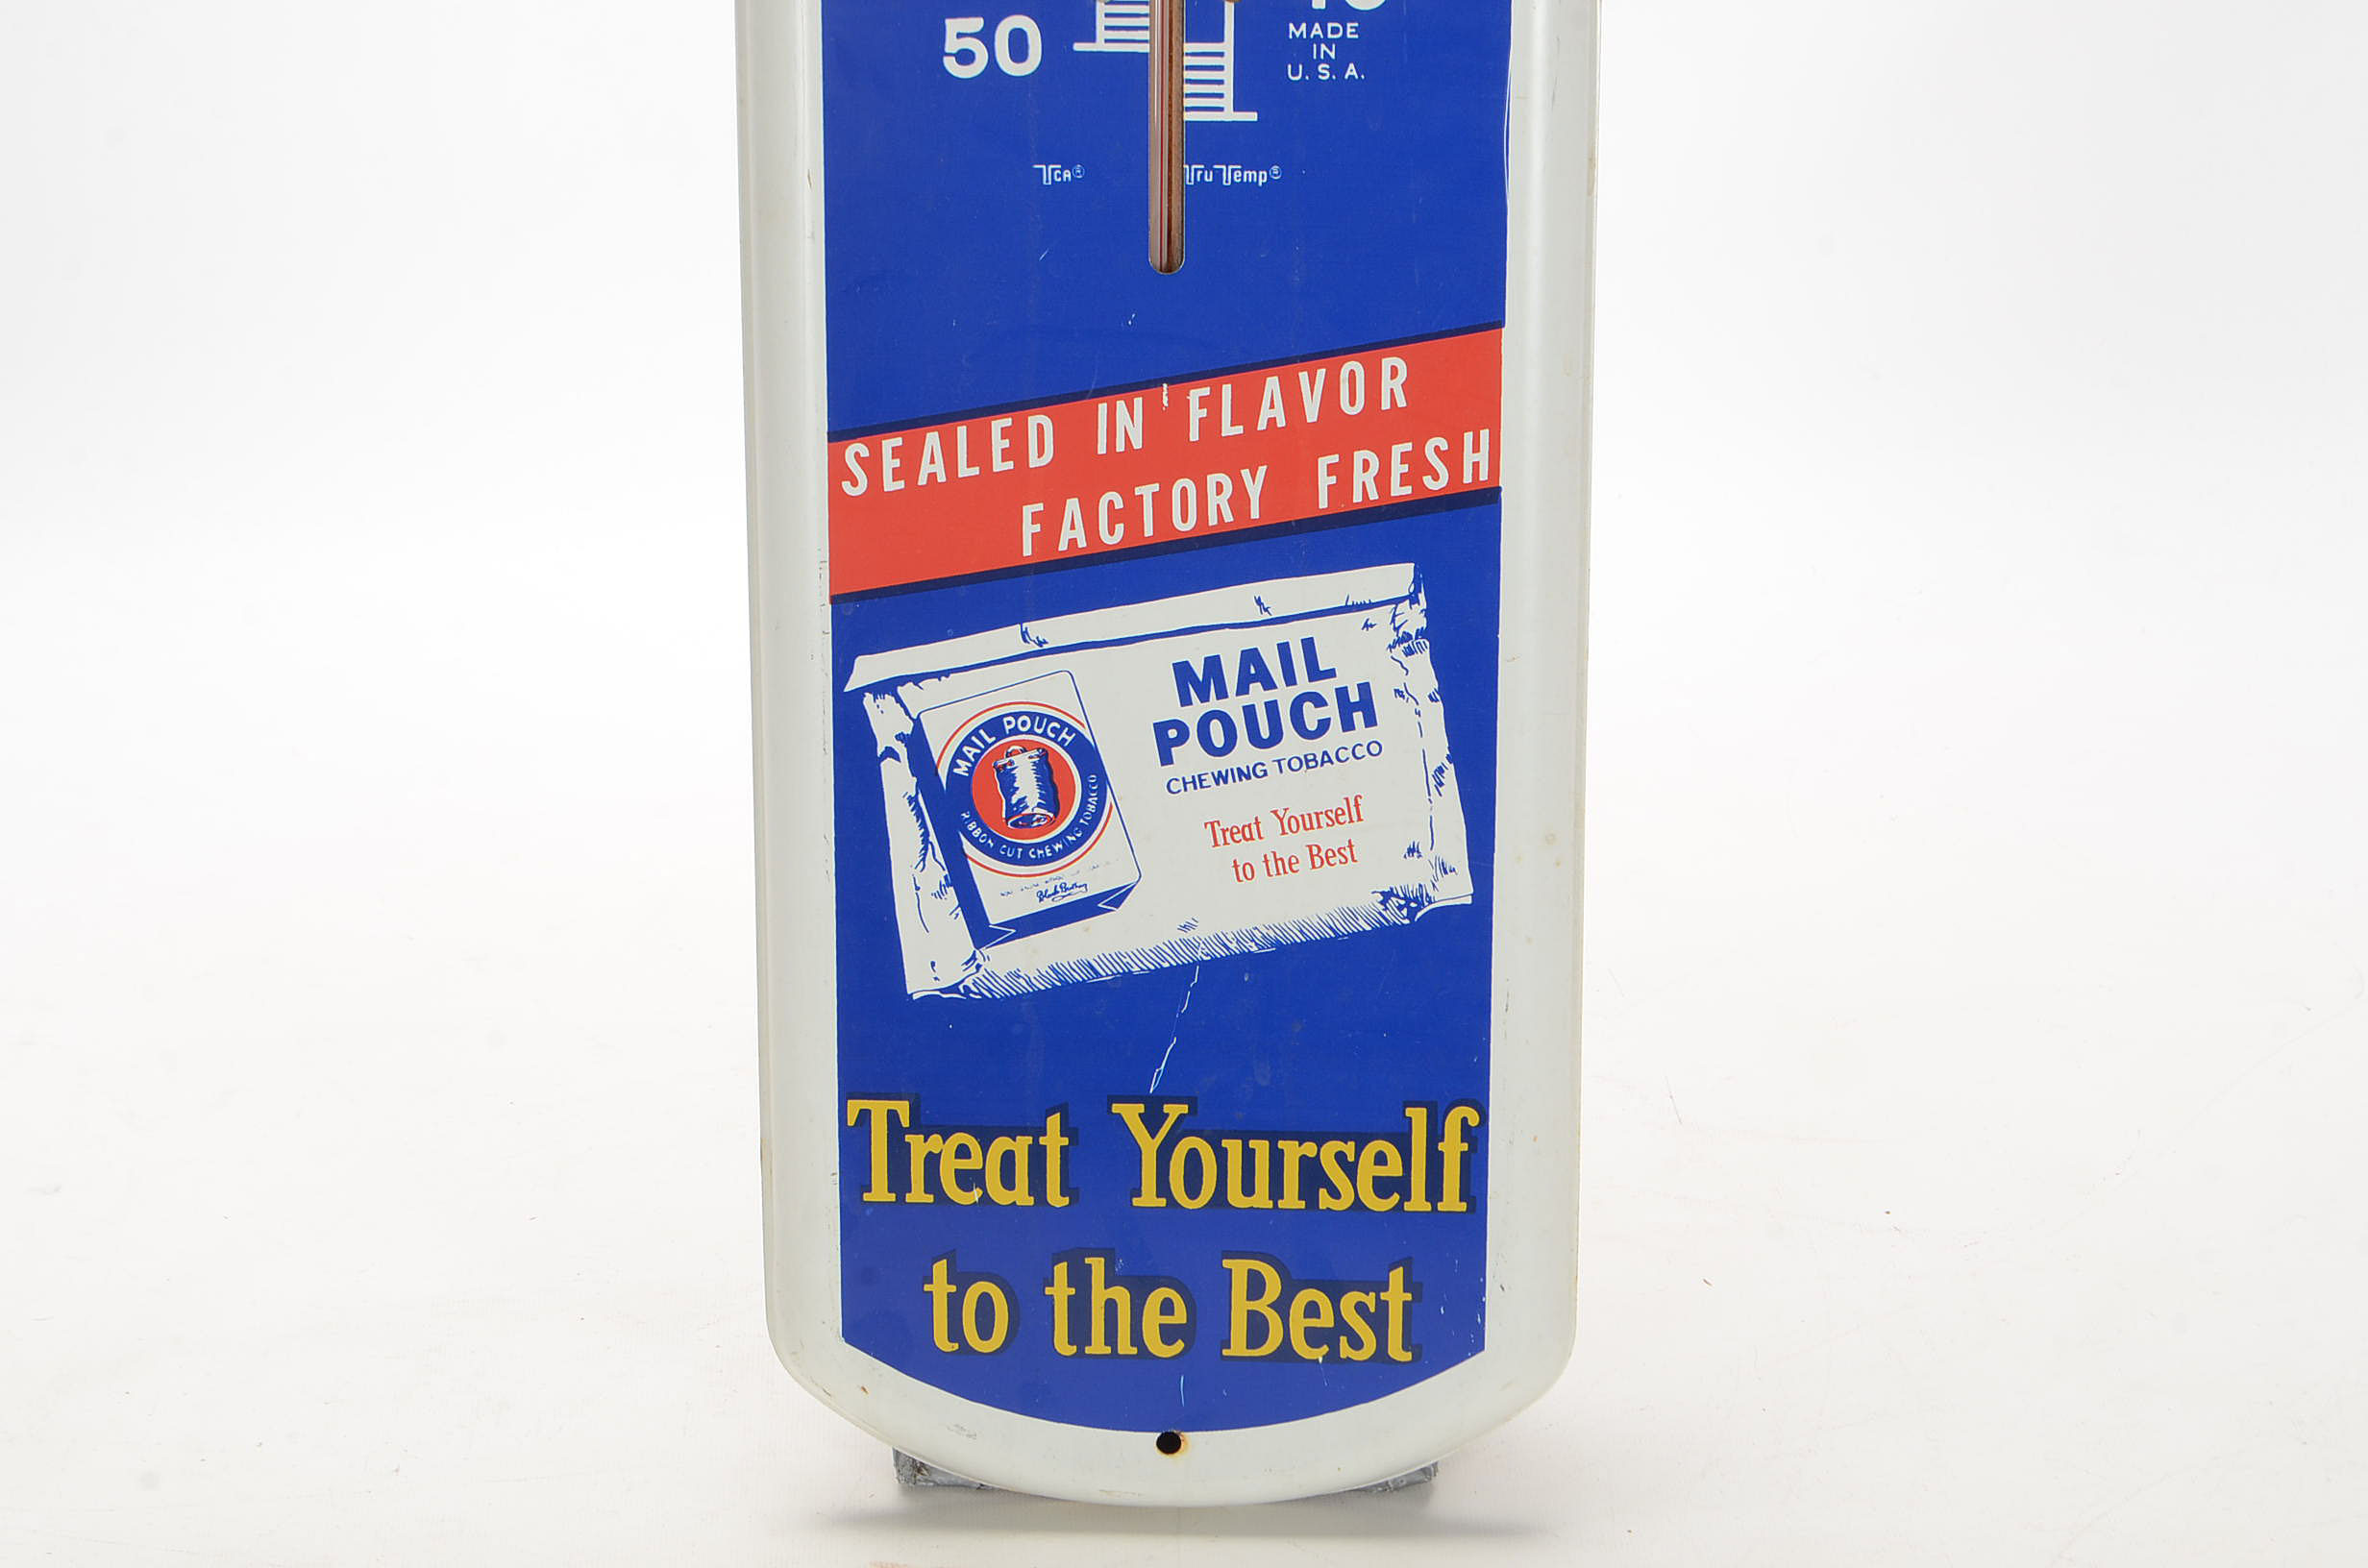 50
MADE
IN
U. S. A.
TCA®
Tru Temp®
SEALED IN FLAVOR
FACTORY FRESH
MAIL POUCH
RIBBON CUT CHEWING TOBACCO
MAIL
POUCH
CHEWING TOBACCO
Treat Yourself
to the Best
Treat Yourself
to the Best